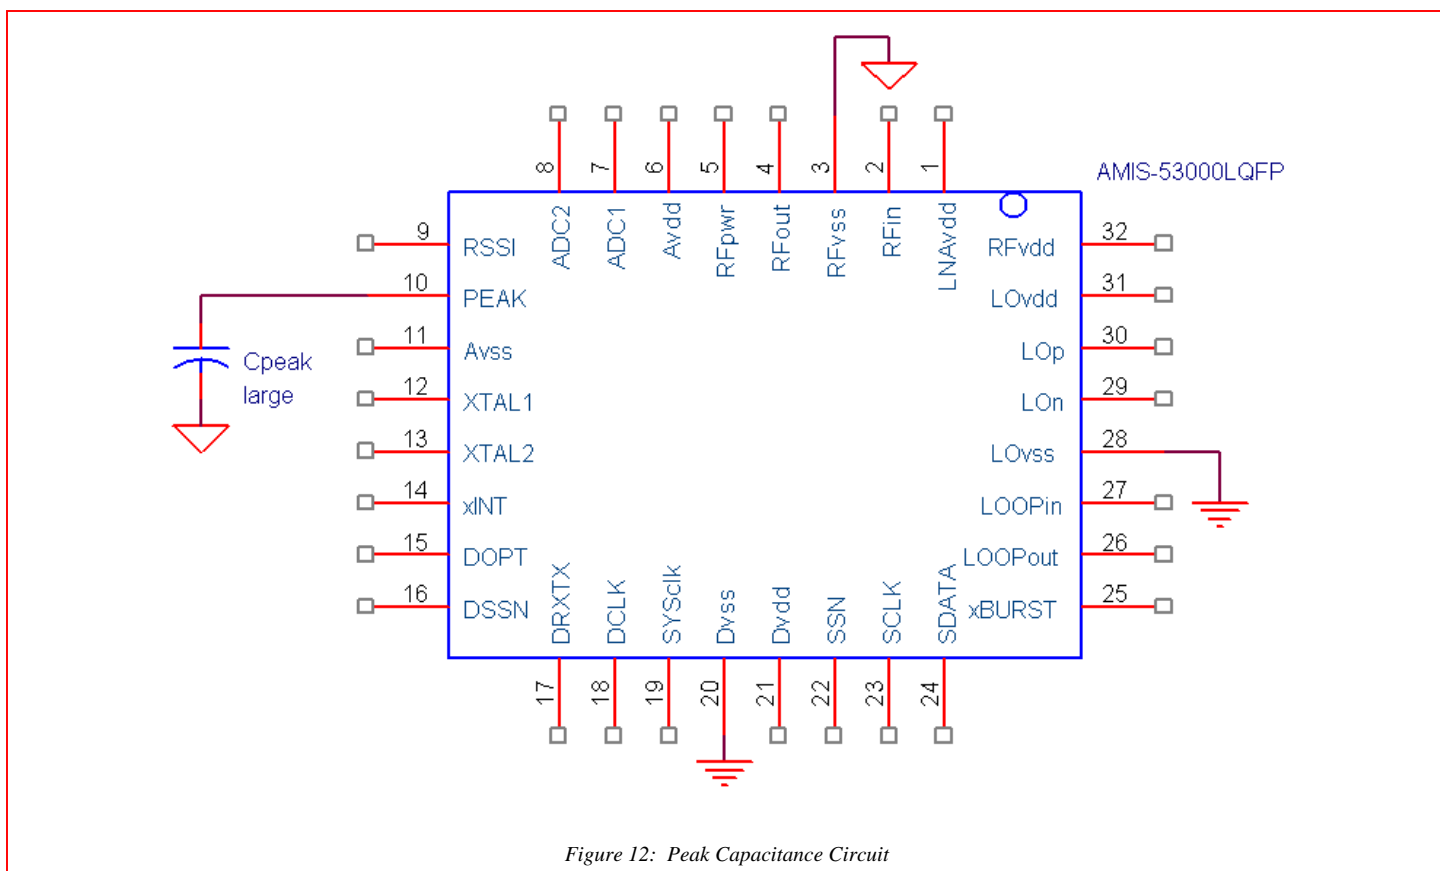 8
7
6
5
4
3
2
1
AMIS-53000LQFP
ADC2
ADC1
Avdd
RFpwr
RFout
RFvss
RFin
LNAvdd
9
RSSI
RFvdd
32
10
PEAK
LOvdd
31
11
Avss
LOp
30
Cpeak
large
12
XTAL1
LOn
29
13
XTAL2
LOvss
28
14
xINT
LOOPin
27
15
DOPT
LOOPout
26
16
DSSN
xBURST
25
DRXTX
DCLK
SYSclk
Dvss
Dvdd
SSN
SCLK
SDATA
17
18
19
20
21
22
23
24
Figure 12: Peak Capacitance Circuit